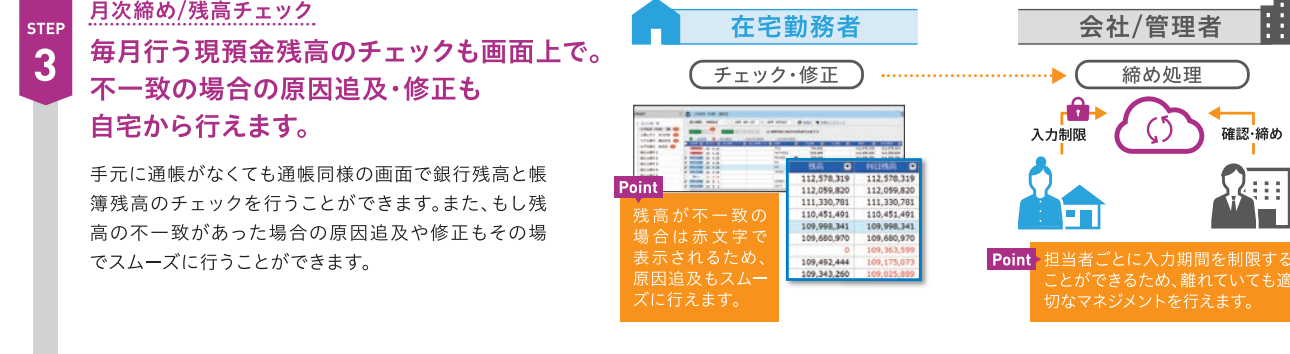 STEP
3
月次締め/残高チェック
毎月行う現預金残高のチェックも画面上で。
不一致の場合の原因追及・修正も
自宅から行えます。
手元に通帳がなくても通帳同様の画面で銀行残高と帳
簿残高のチェックを行うことができます。また、もし残
高の不一致があった場合の原因追及や修正もその場
でスムーズに行うことができます。
在宅勤務者
チェック・修正
残高
112,578,319 112,578,319
112,059,820 112,059,820
111,330,781 111,330,781
110,451,491 110,451,491
109,998,341 109,998,341
109,680,970 109,680,970
0 109,363,599
109,492,444 109,175,073
109,343,260 109,025,889
Point
残高が不一致の
場合は赤文字で
表示されるため、
原因追及もスムー
ズに行えます。
会社/管理者
締め処理
入力制限
確認・締め
Point
担当者ごとに入力期間を制限する
ことができるため、離れていても適
切なマネジメントを行えます。